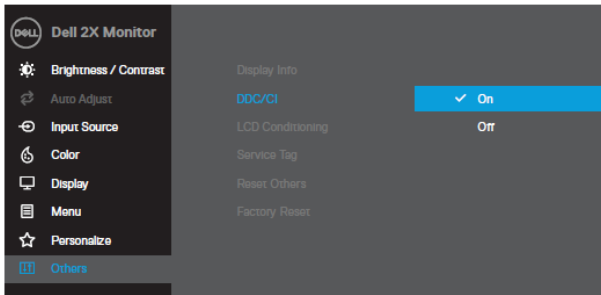 DELL Dell 2X Monitor
Brightness / Contrast
Auto Adjust
Input Source
Color
Display
Menu
Personalize
Others
Display Info
DDC/CI
LCD Conditioning
Service Tag
Reset Others
Factory Reset
On
Off